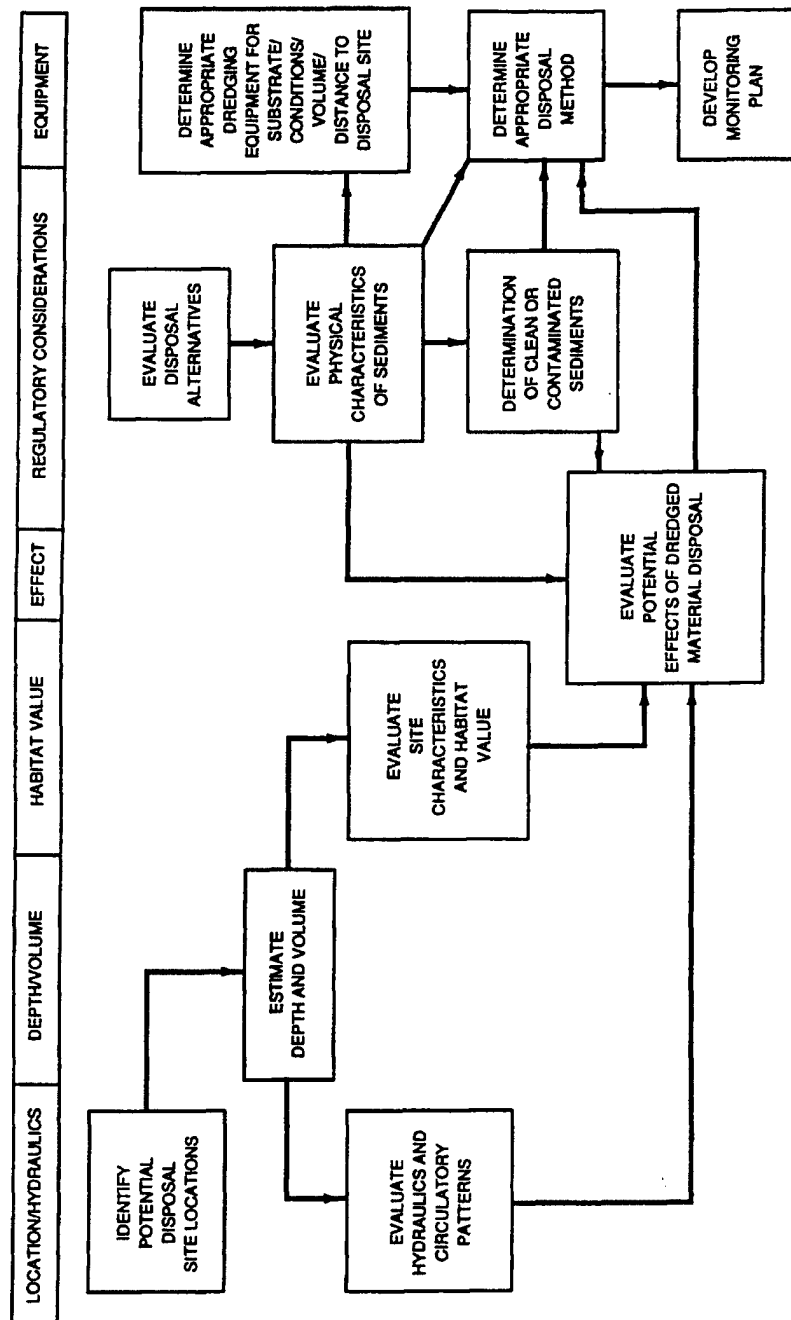 LOCATION/HYDRAULICS
DEPTH/VOLUME
HABITAT VALUE
EFFECT
REGULATORY CONSIDERATIONS
EQUIPMENT
IDENTIFY
POTENTIAL
DISPOSAL
SITE LOCATIONS
ESTIMATE
DEPTH AND VOLUME
EVALUATE
HYDRAULICS AND
CIRCULATORY
PATTERNS
EVALUATE
SITE
CHARACTERISTICS
AND HABITAT
VALUE
EVALUATE
POTENTIAL
EFFECTS OF DREDGED
MATERIAL DISPOSAL
EVALUATE
DISPOSAL
ALTERNATIVES
EVALUATE
PHYSICAL
CHARACTERISTICS
OF SEDIMENTS
DETERMINATION
OF CLEAN OR
CONTAMINATED
SEDIMENTS
DETERMINE
APPROPRIATE
DREDGING
EQUIPMENT FOR
SUBSTRATE/
CONDITIONS/
VOLUME/
DISTANCE TO
DISPOSAL SITE
DETERMINE
APPROPRIATE
DISPOSAL
METHOD
DEVELOP
MONITORING
PLAN